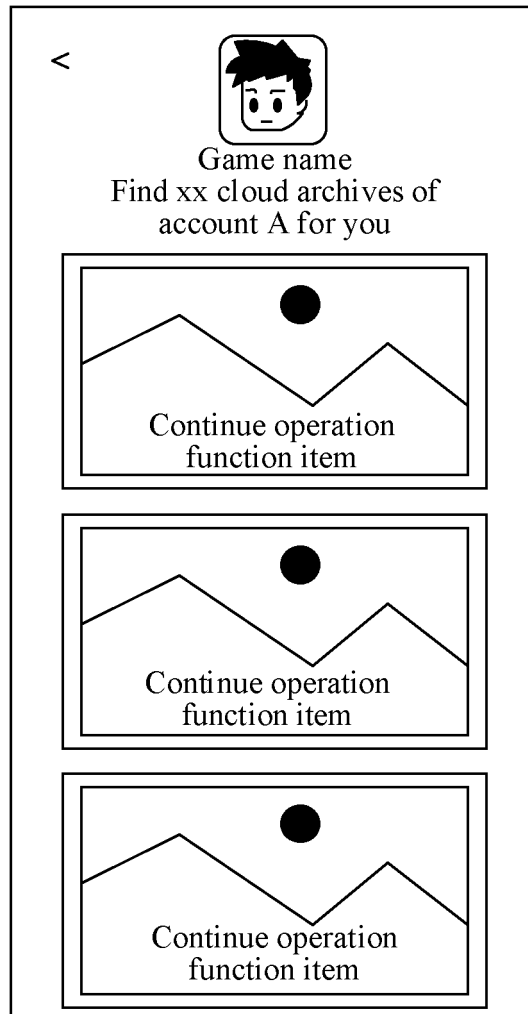 <
Game name
Find xx cloud archives of
account A for you
Continue operation
function item
Continue operation
function item
Continue operation
function item